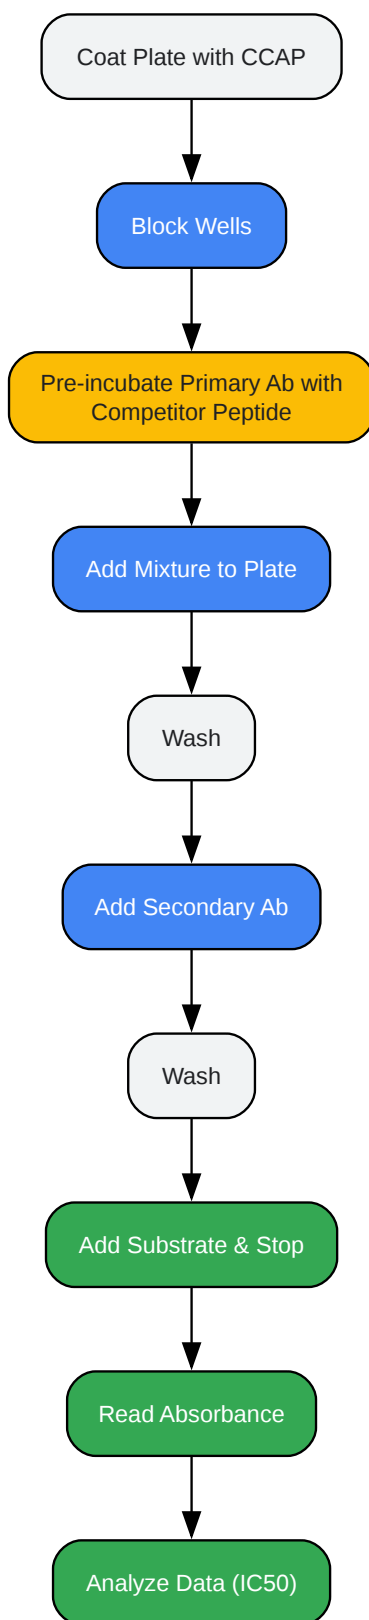 Coat Plate with CCAP
Block Wells
Pre-incubate Primary Ab with
Competitor Peptide
Add Mixture to Plate
Wash
Add Secondary Ab
Wash
Add Substrate & Stop
Read Absorbance
Analyze Data (IC50)